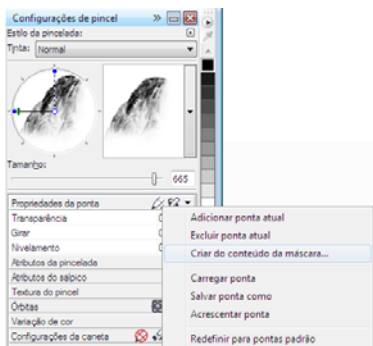 Configurações de pincel
Estilo da pincelada:
Tinta: Normal
Tamanho:
665
Propriedades da ponta
Transparência
Girar
Nivelamento
Atributos da pincelada
Atributos do salpico
Textura do pincel
Órbitas
Variação de cor
Configurações da caneta
Adicionar ponta atual
Excluir ponta atual
Criar do conteúdo da máscara...
Carregar ponta
Salvar ponta como
Acrescentar ponta
Redefinir para pontas padrão